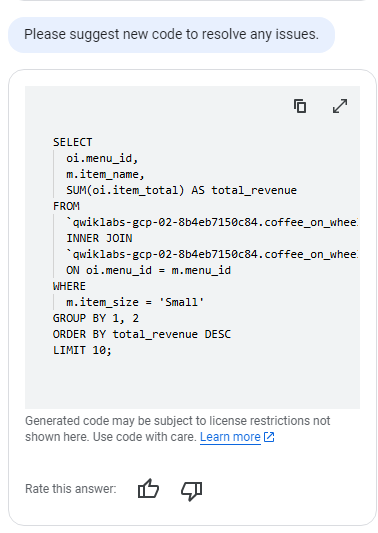 Please suggest new code to resolve any issues.
SELECT
oi.menu_id,
m.item_name,
SUM(oi.item_total) AS total_revenue
FROM
`qwiklabs-gcp-02-8b4eb7150c84.coffee_on_whee
INNER JOIN
`qwiklabs-gcp-02-8b4eb7150c84.coffee_on_whee
ON oi.menu_id = m.menu_id
WHERE
m.item_size = 'Small'
GROUP BY 1, 2
ORDER BY total_revenue DESC
LIMIT 10;
Generated code may be subject to license restrictions not
shown here. Use code with care. Learn more
Rate this answer: